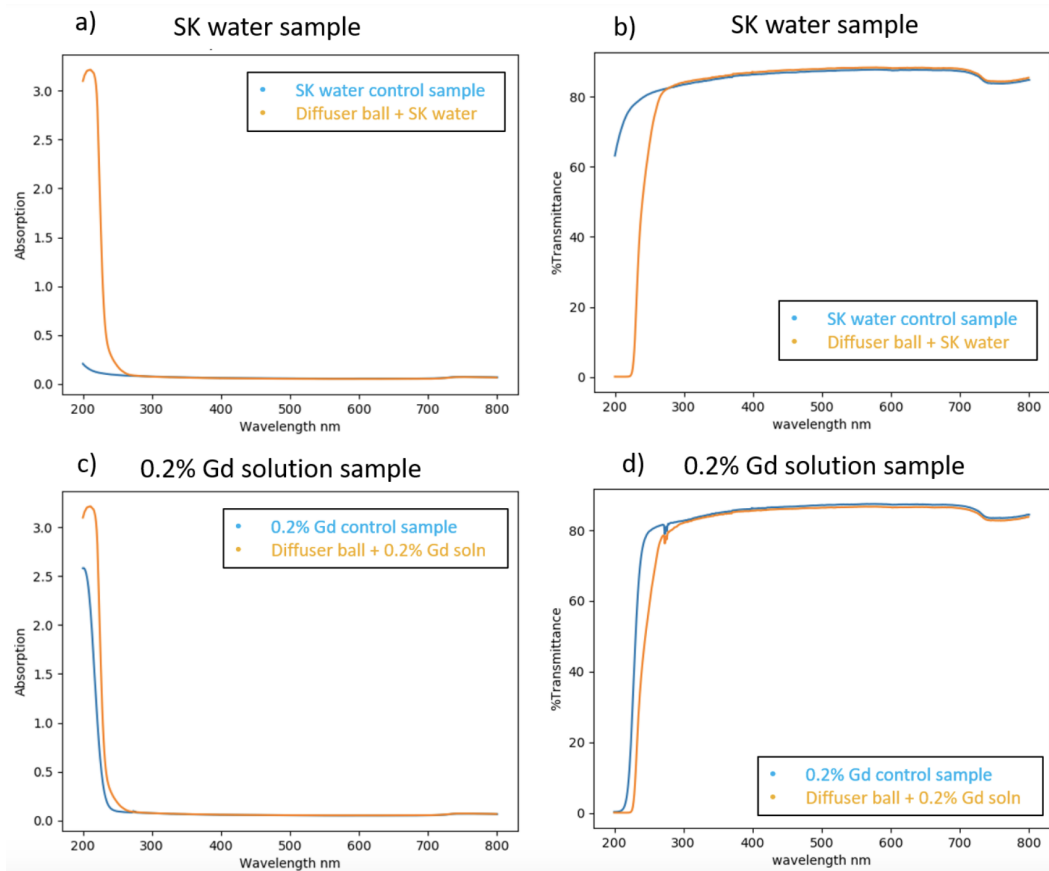 a) SK water sample
3.0
2.5
2.0
1.5
1.0
0.5
0.0
Absorption
SK water control sample
Diffuser ball + SK water
200 300 400 500 600 700 800
Wavelength nm
b) SK water sample
80
60
40
20
0
%Transmittance
SK water control sample
Diffuser ball + SK water
200 300 400 500 600 700 800
wavelength nm
c) 0.2% Gd solution sample
3.0
2.5
2.0
1.5
1.0
0.5
0.0
Absorption
0.2% Gd control sample
Diffuser ball + 0.2% Gd soln
200 300 400 500 600 700 800
Wavelength nm
d) 0.2% Gd solution sample
80
60
40
20
0
%Transmittance
0.2% Gd control sample
Diffuser ball + 0.2% Gd soln
200 300 400 500 600 700 800
wavelength nm